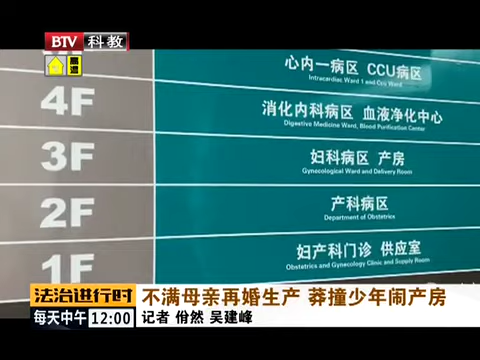 BTV 科教
心内一病区 CCU病区
Intracardiac Ward 1 and Ccu Ward
4F
消化内科病区 血液净化中心
Digestive Medicine Ward, Blood Purification Center
3F
妇科病区 产房
Gynecological Ward and Delivery Room
2F
产科病区
Department of Obstetrics
1F
妇产科门诊 供应室
Obstetrics and Gynecology Clinic and Supply Room
法治进行时
不满母亲再婚生产 莽撞少年闹产房
每天中午 12:00
记者 佾然 吴建峰